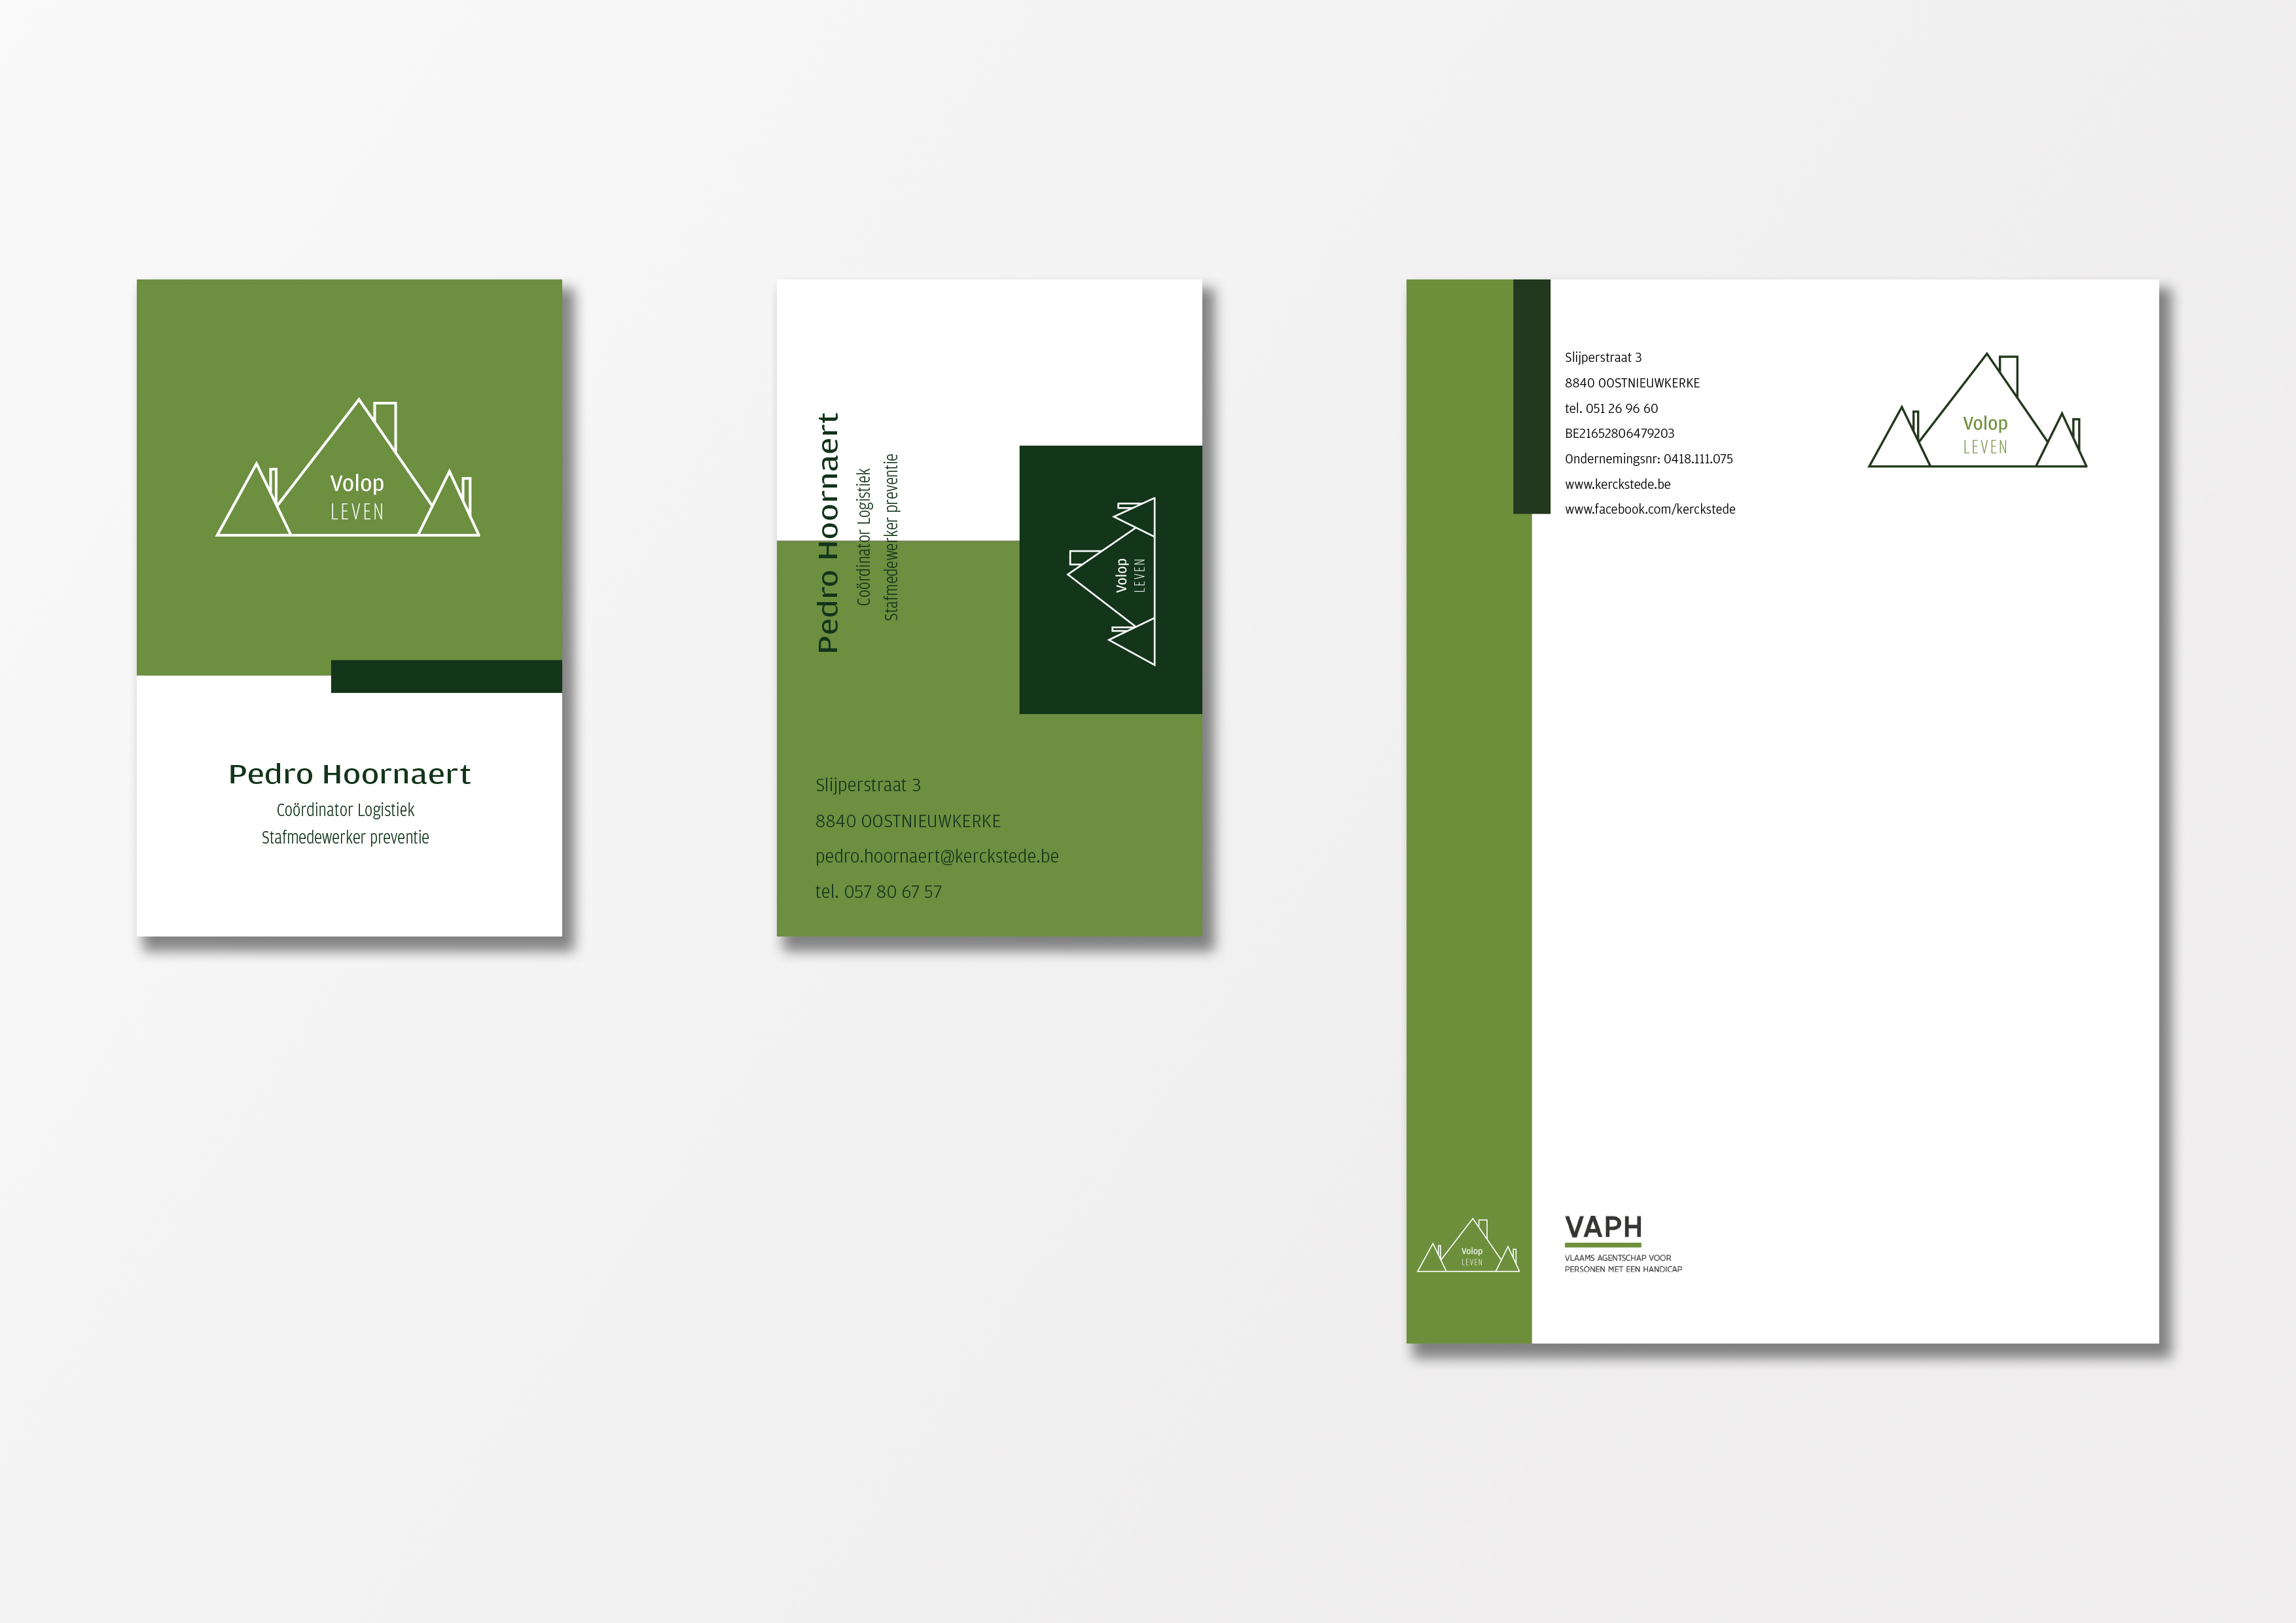 Volop
LEVEN
Pedro Hoornaert
Coördinator Logistiek
Stafmedewerker preventie
Pedro Hoornaert
Coördinator Logistiek
Stafmedewerker preventie
Volop
LEVEN
Slijperstraat 3
8840 OOSTNIEUWKERKE
pedro.hoornaert@kerckstede.be
tel. 057 80 67 57
Slijperstraat 3
8840 OOSTNIEUWKERKE
tel. 051 26 96 60
BE21652806479203
Ondernemingsnr: 0418.111.075
www.kerckstede.be
www.facebook.com/kerckstede
Volop
LEVEN
Volop
LEVEN
VAPH
VLAAMS AGENTSCHAP VOOR
PERSONEN MET EEN HANDICAP